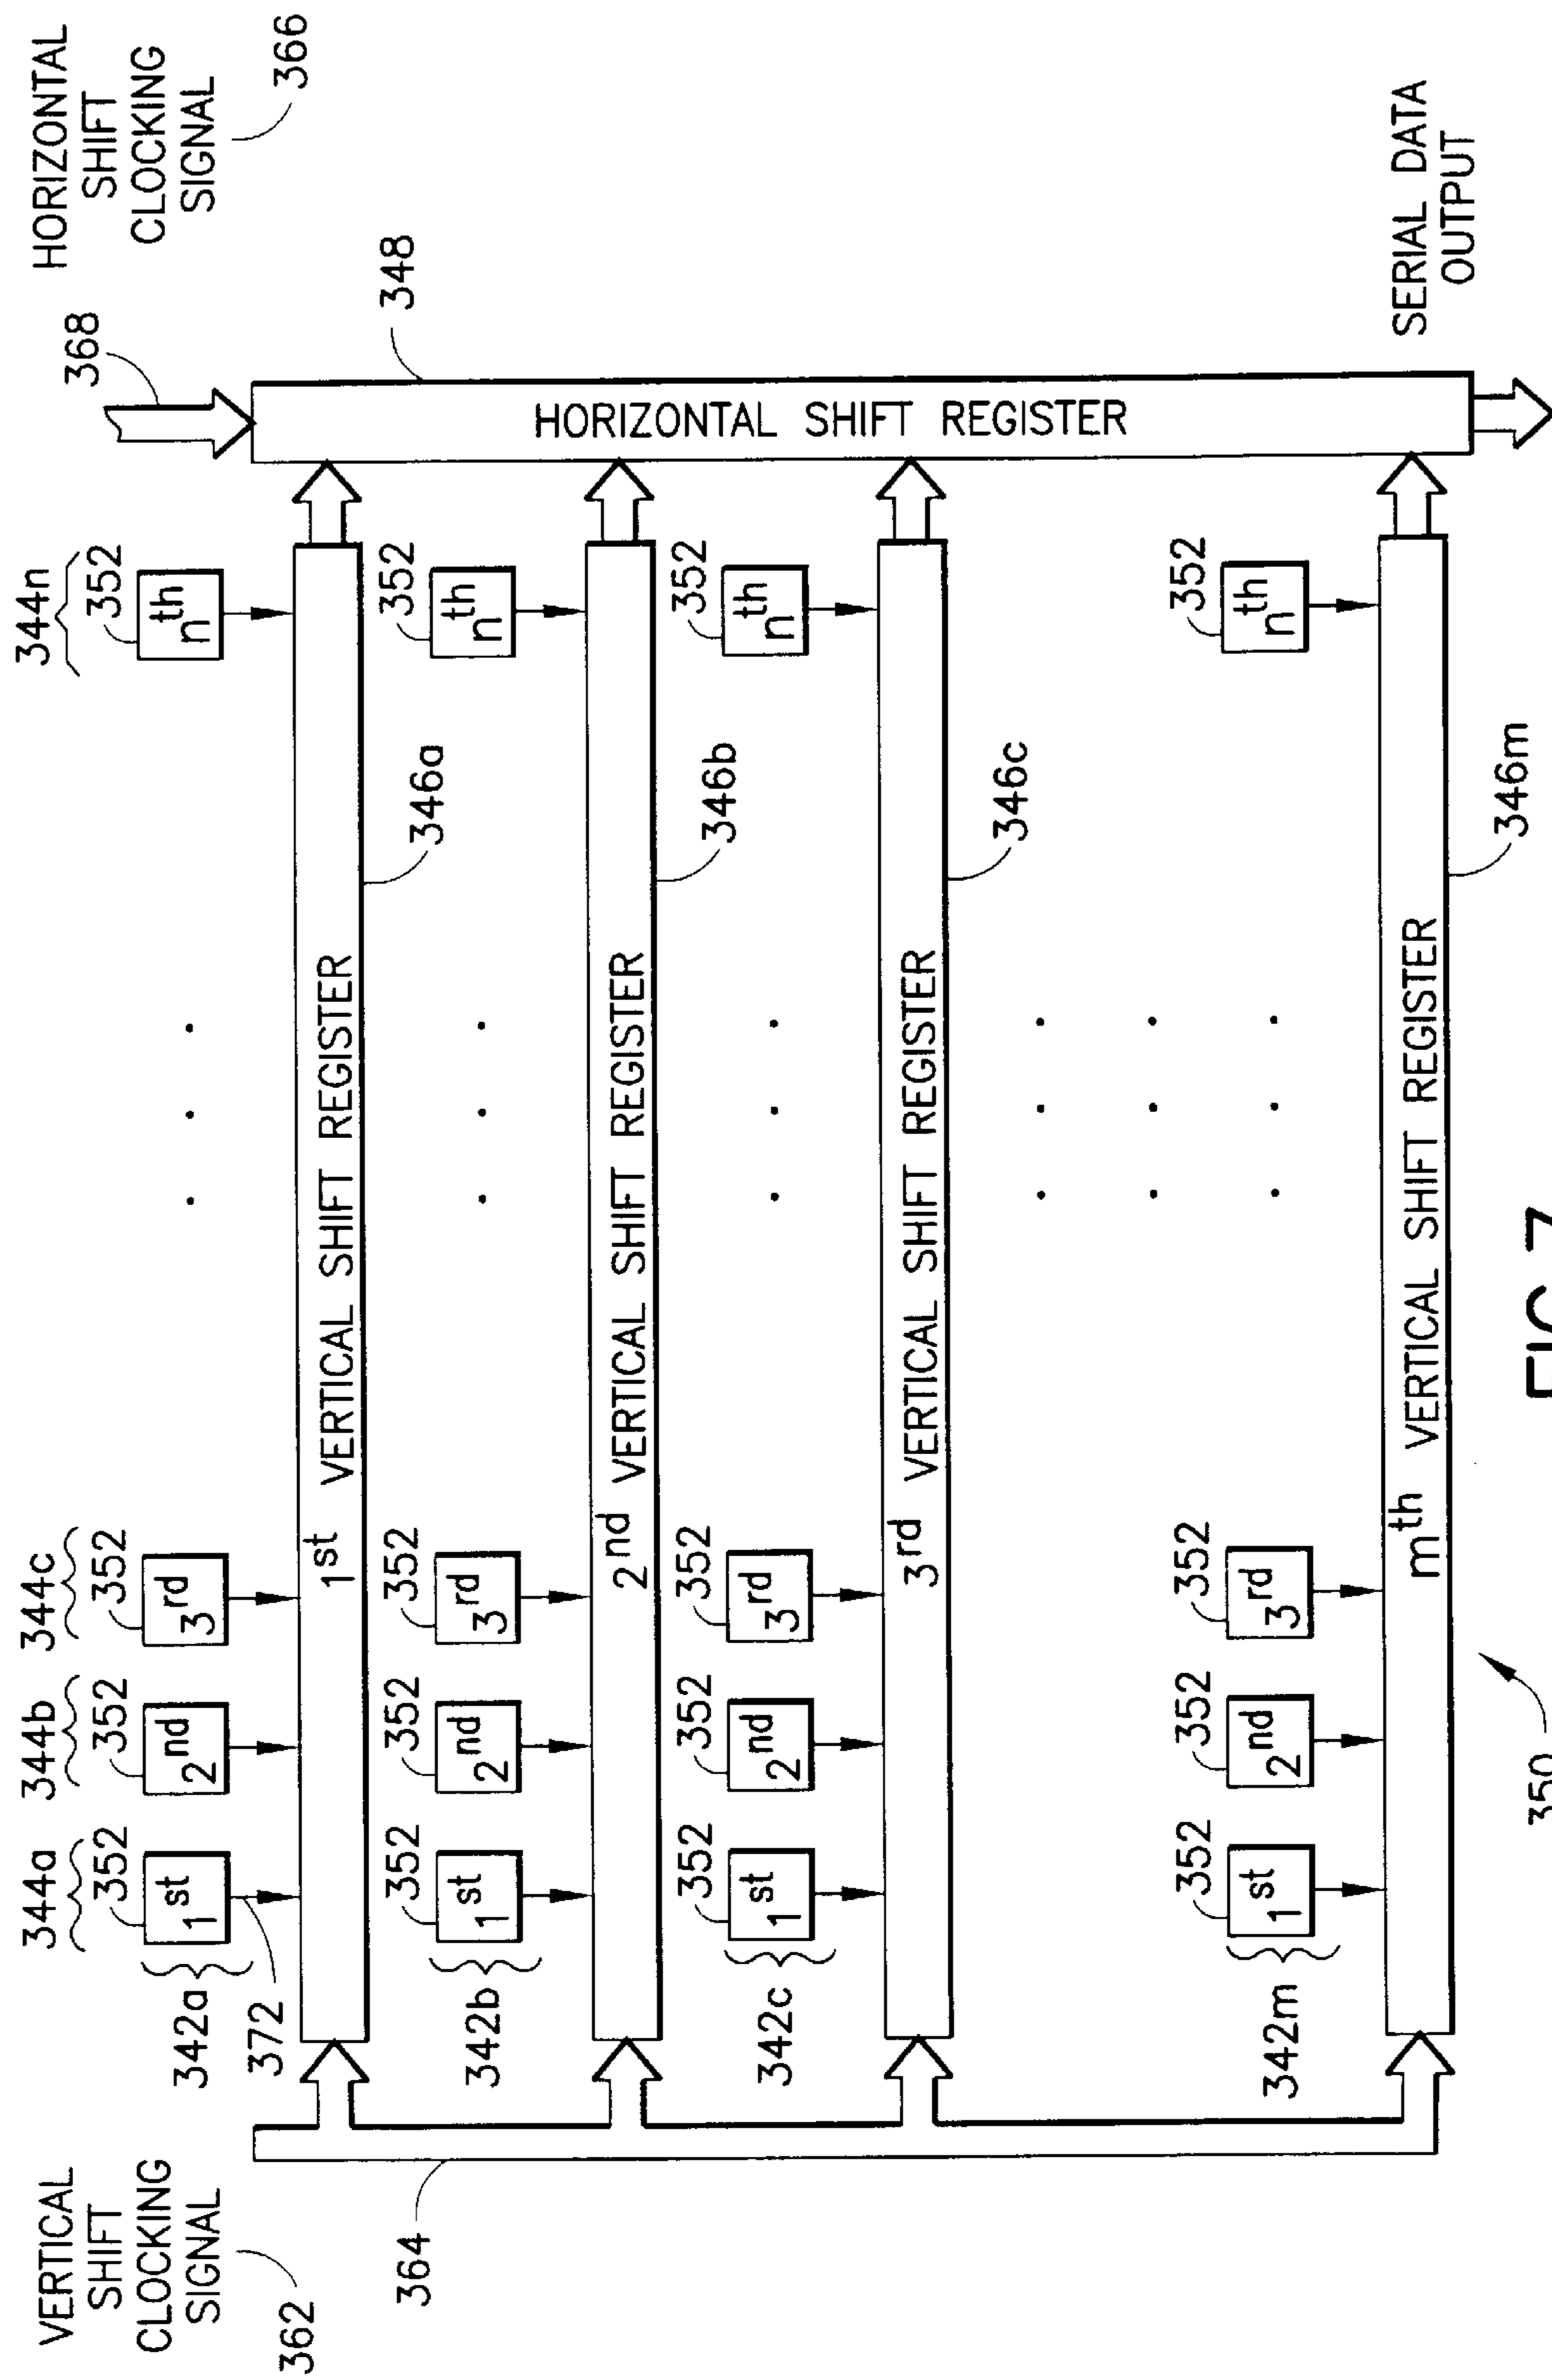 VERTICAL
SHIFT
CLOCKING
SIGNAL
362
364
HORIZONTAL
SHIFT
CLOCKING
SIGNAL
366
368
344a
344b
344c
344n
352
352
352
352
1st
2nd
3rd
nth
342a
372
1st VERTICAL SHIFT REGISTER
346a
352
352
352
352
1st
2nd
3rd
nth
342b
2nd VERTICAL SHIFT REGISTER
346b
352
352
352
352
1st
2nd
3rd
nth
342c
3rd VERTICAL SHIFT REGISTER
346c
352
352
352
352
1st
2nd
3rd
nth
342m
mth VERTICAL SHIFT REGISTER
346m
HORIZONTAL SHIFT REGISTER
348
SERIAL DATA
OUTPUT
350
FIG. 7